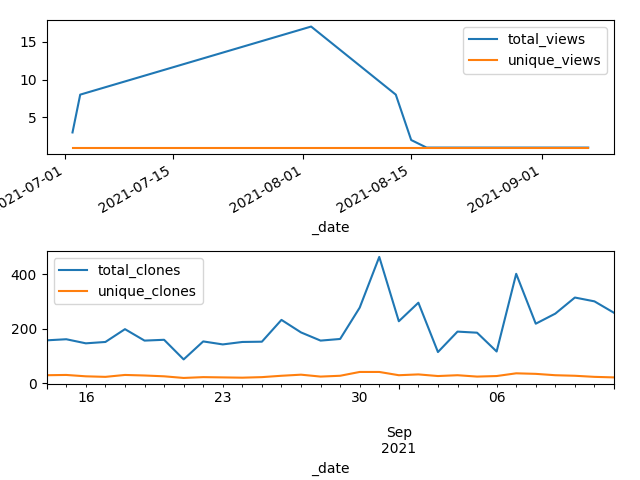 15
10
5
total_views
unique_views
2021-07-01
2021-07-15
2021-08-01
2021-08-15
2021-09-01
_date
400
200
0
total_clones
unique_clones
16
23
30
06
Sep
2021
_date